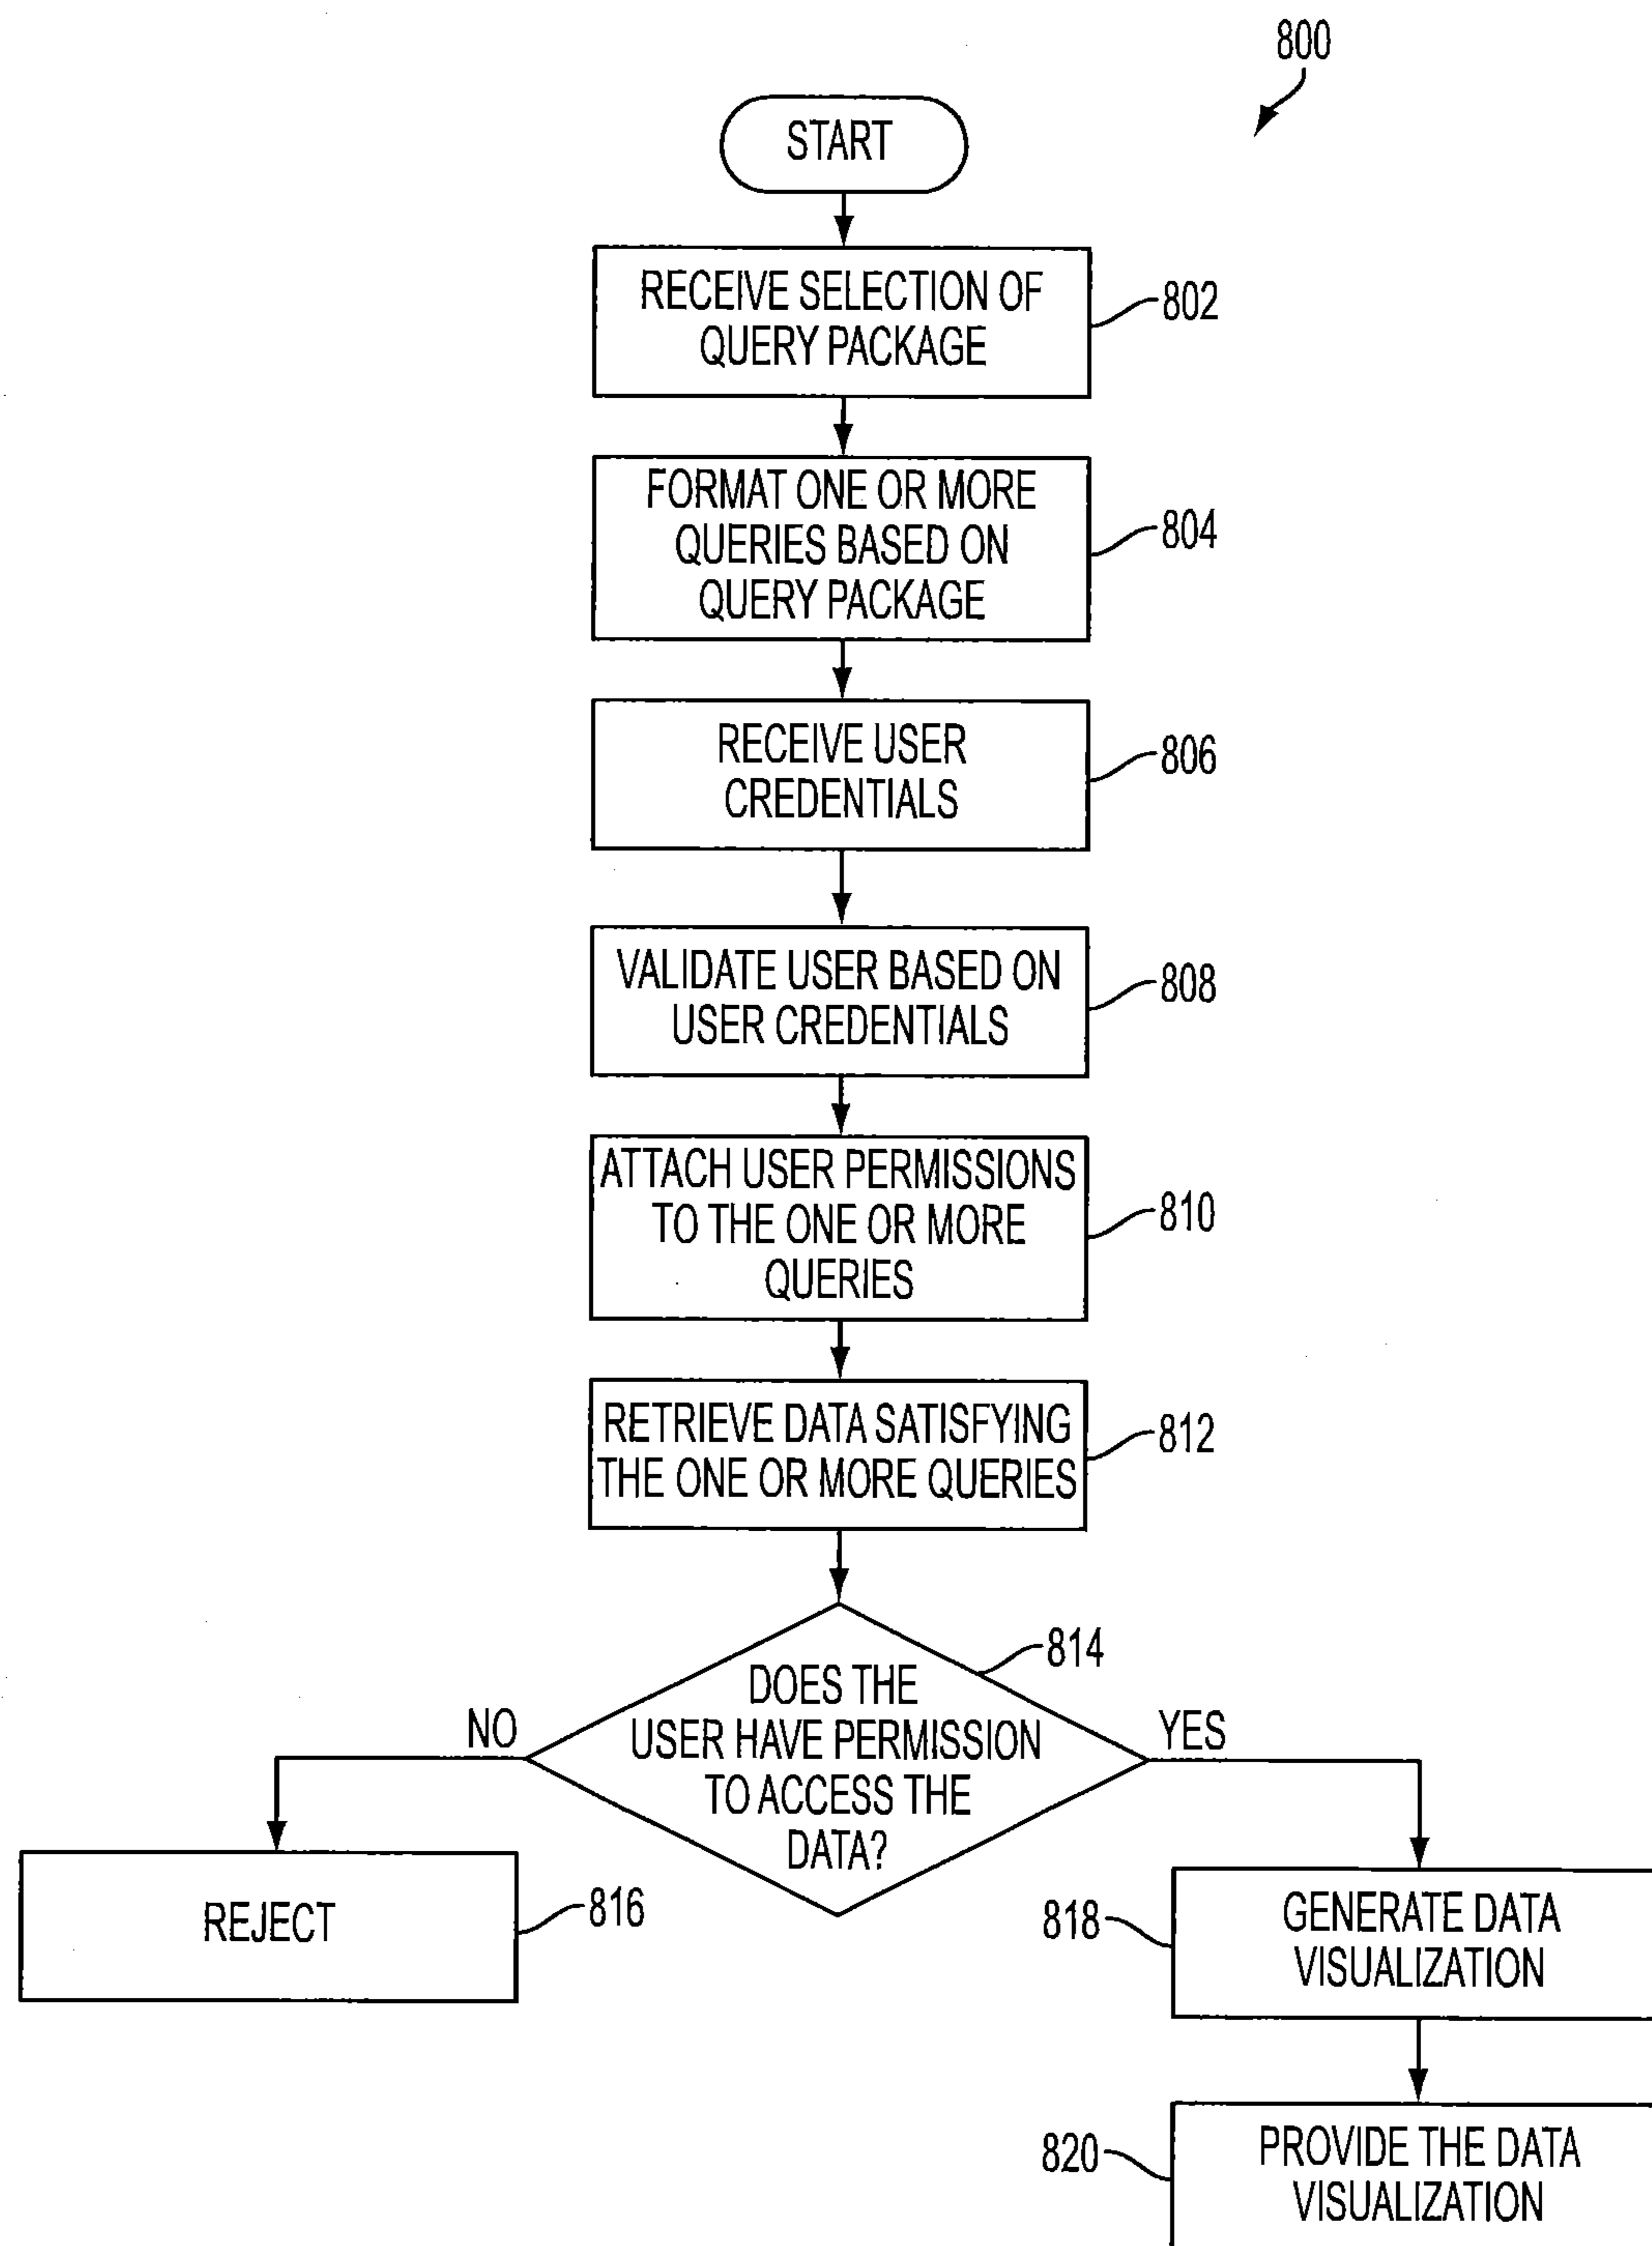 800
START
RECEIVE SELECTION OF
QUERY PACKAGE
802
FORMAT ONE OR MORE
QUERIES BASED ON
QUERY PACKAGE
804
RECEIVE USER
CREDENTIALS
806
VALIDATE USER BASED ON
USER CREDENTIALS
808
ATTACH USER PERMISSIONS
TO THE ONE OR MORE
QUERIES
810
RETRIEVE DATA SATISFYING
THE ONE OR MORE QUERIES
812
DOES THE
USER HAVE PERMISSION
TO ACCESS THE
DATA?
814
NO
YES
REJECT
816
GENERATE DATA
VISUALIZATION
818
PROVIDE THE DATA
VISUALIZATION
820